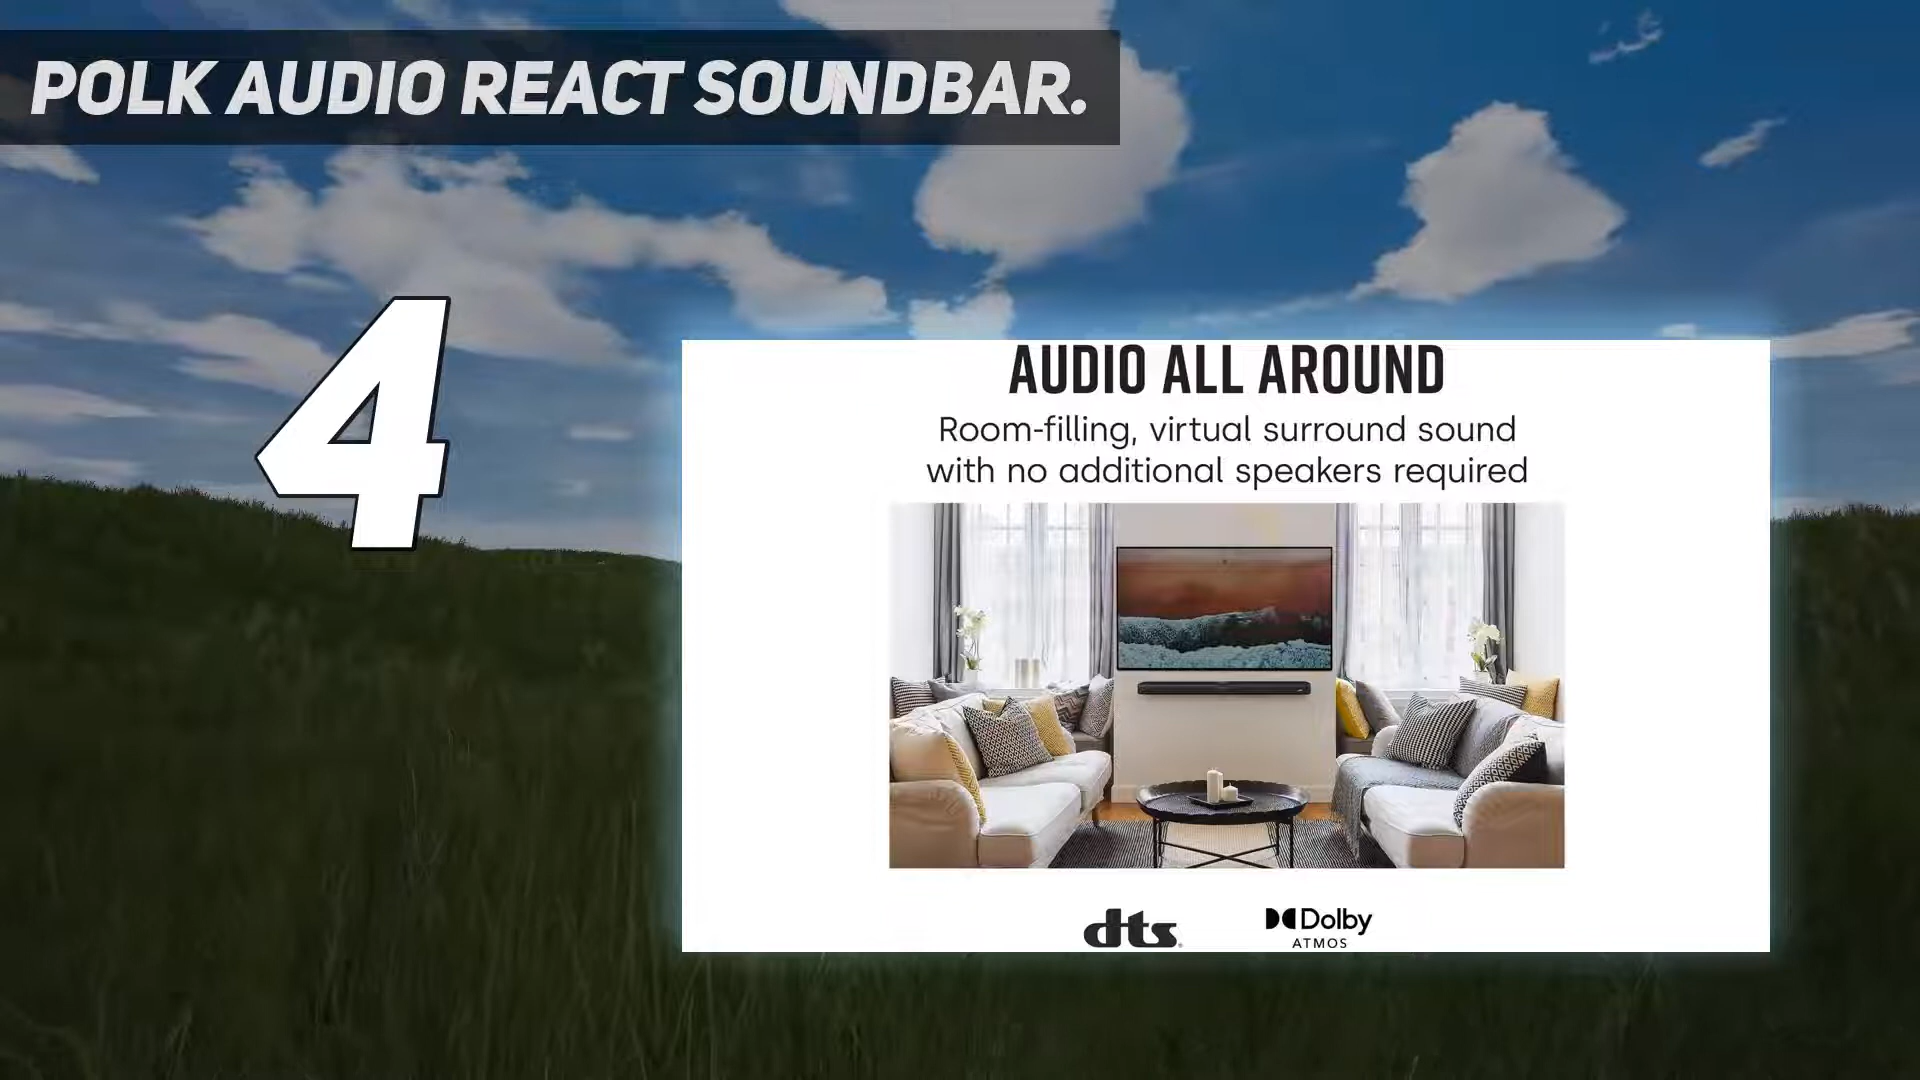 POLK AUDIO REACT SOUNDBAR.
4
AUDIO ALL AROUND
Room-filling, virtual surround sound
with no additional speakers required
dts
Dolby
ATMOS